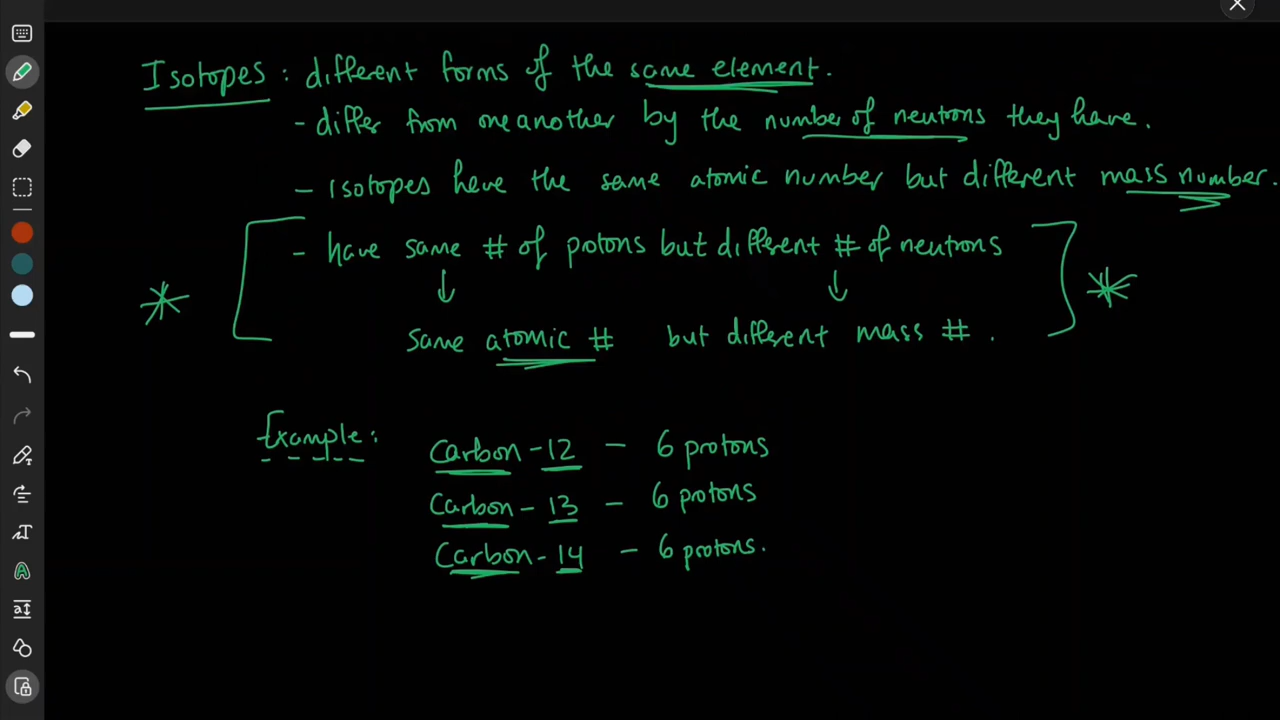 Isotopes : different forms of the same element.
- differ from one another by the number of neutrons they have.
- isotopes have the same atomic number but different mass number.
- have same # of protons but different # of neutrons
↓ ↓
same atomic # but different mass # .
Example:
Carbon-12 - 6 protons
Carbon-13 - 6 protons
Carbon-14 - 6 protons.